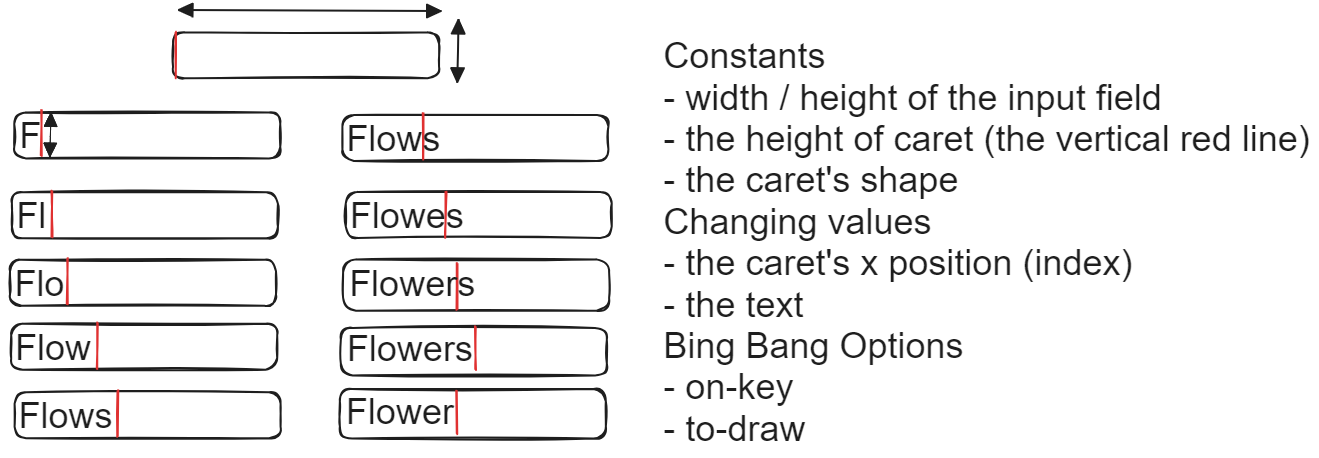 F
Fl
Flo
Flow
Flows
Flows
Flowes
Flowers
Flowers
Flower
Constants
- width / height of the input field
- the height of caret (the vertical red line)
- the caret's shape
Changing values
- the caret's x position (index)
- the text
Bing Bang Options
- on-key
- to-draw